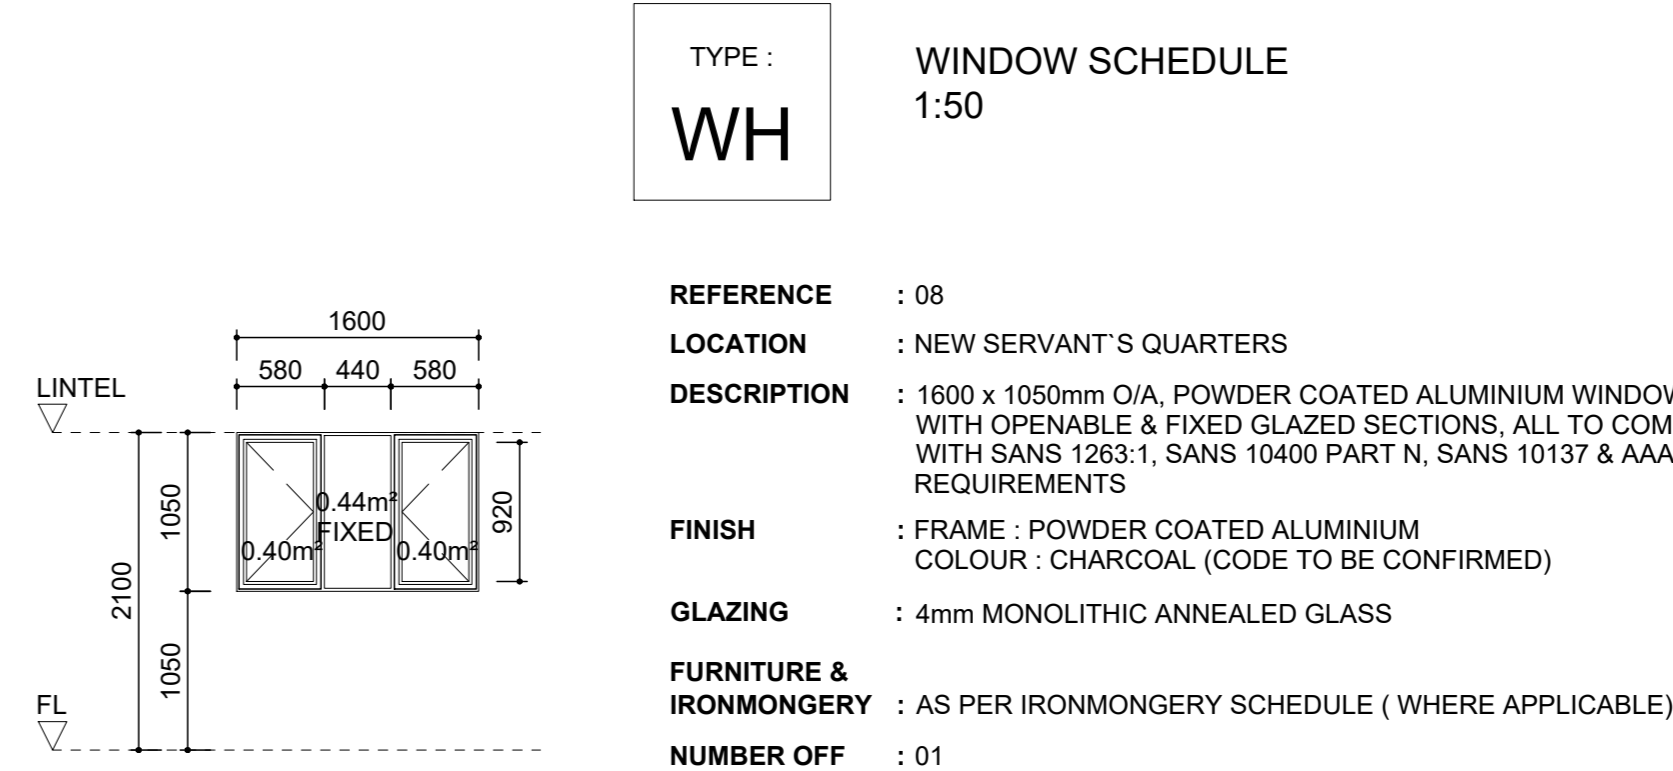 TYPE :
WH
WINDOW SCHEDULE
1:50
1600
580 440 580
LINTEL
1050
2100
920
0.44m²
FIXED
0.40m² 0.40m²
1050
FL
REFERENCE : 08
LOCATION : NEW SERVANT`S QUARTERS
DESCRIPTION : 1600 x 1050mm O/A, POWDER COATED ALUMINIUM WINDOW
WITH OPENABLE & FIXED GLAZED SECTIONS, ALL TO COM
WITH SANS 1263:1, SANS 10400 PART N, SANS 10137 & AAA
REQUIREMENTS
FINISH : FRAME : POWDER COATED ALUMINIUM
COLOUR : CHARCOAL (CODE TO BE CONFIRMED)
GLAZING : 4mm MONOLITHIC ANNEALED GLASS
FURNITURE &
IRONMONGERY : AS PER IRONMONGERY SCHEDULE ( WHERE APPLICABLE)
NUMBER OFF : 01